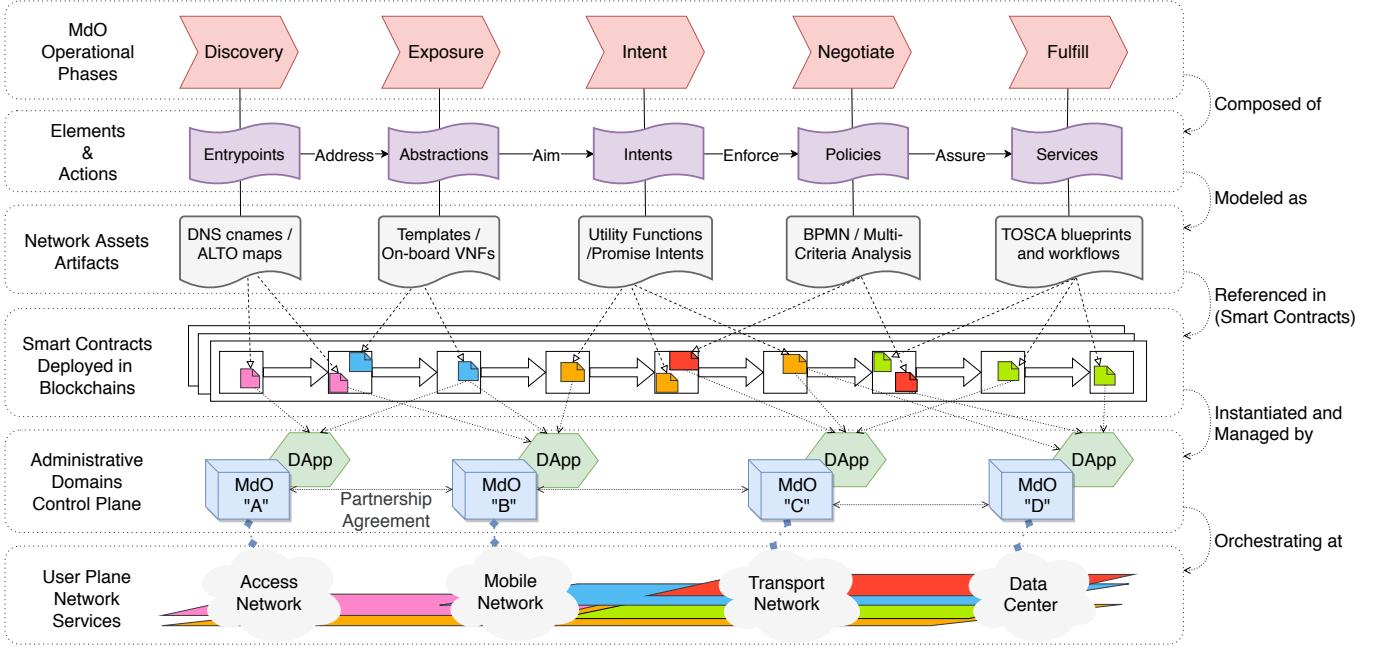 MdO
Operational
Phases
Discovery
Exposure
Intent
Negotiate
Fulfill
Composed of
Elements
&
Actions
Entrypoints
Address
Abstractions
Aim
Intents
Enforce
Policies
Assure
Services
Modeled as
Network Assets
Artifacts
DNS cnames /
ALTO maps
Templates /
On-board VNFs
Utility Functions
/Promise Intents
BPMN / Multi-
Criteria Analysis
TOSCA blueprints
and workflows
Referenced in
(Smart Contracts)
Smart Contracts
Deployed in
Blockchains
Instantiated and
Managed by
Administrative
Domains
Control Plane
DApp
MdO
"A"
Partnership
Agreement
DApp
MdO
"B"
DApp
MdO
"C"
DApp
MdO
"D"
Orchestrating at
User Plane
Network
Services
Access
Network
Mobile
Network
Transport
Network
Data
Center